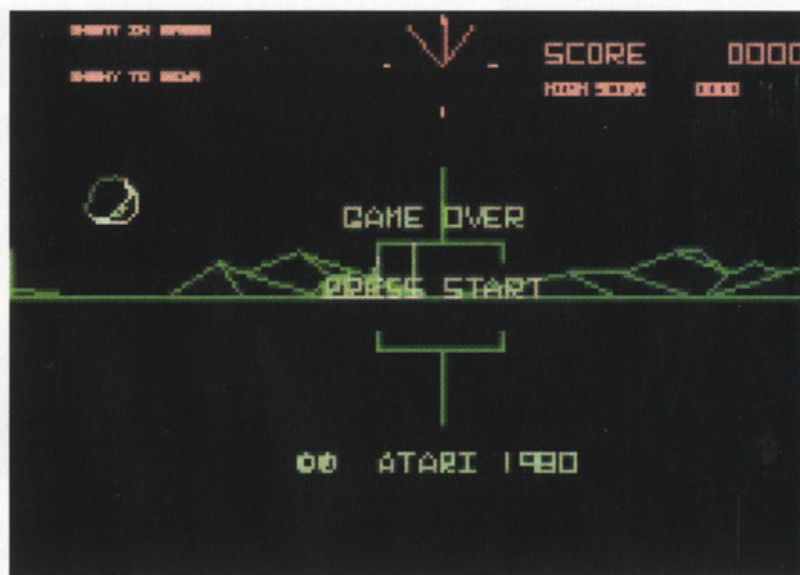 SCORE 0000
HIGH SCORE 0000
GAME OVER
PRESS START
ATARI 1980